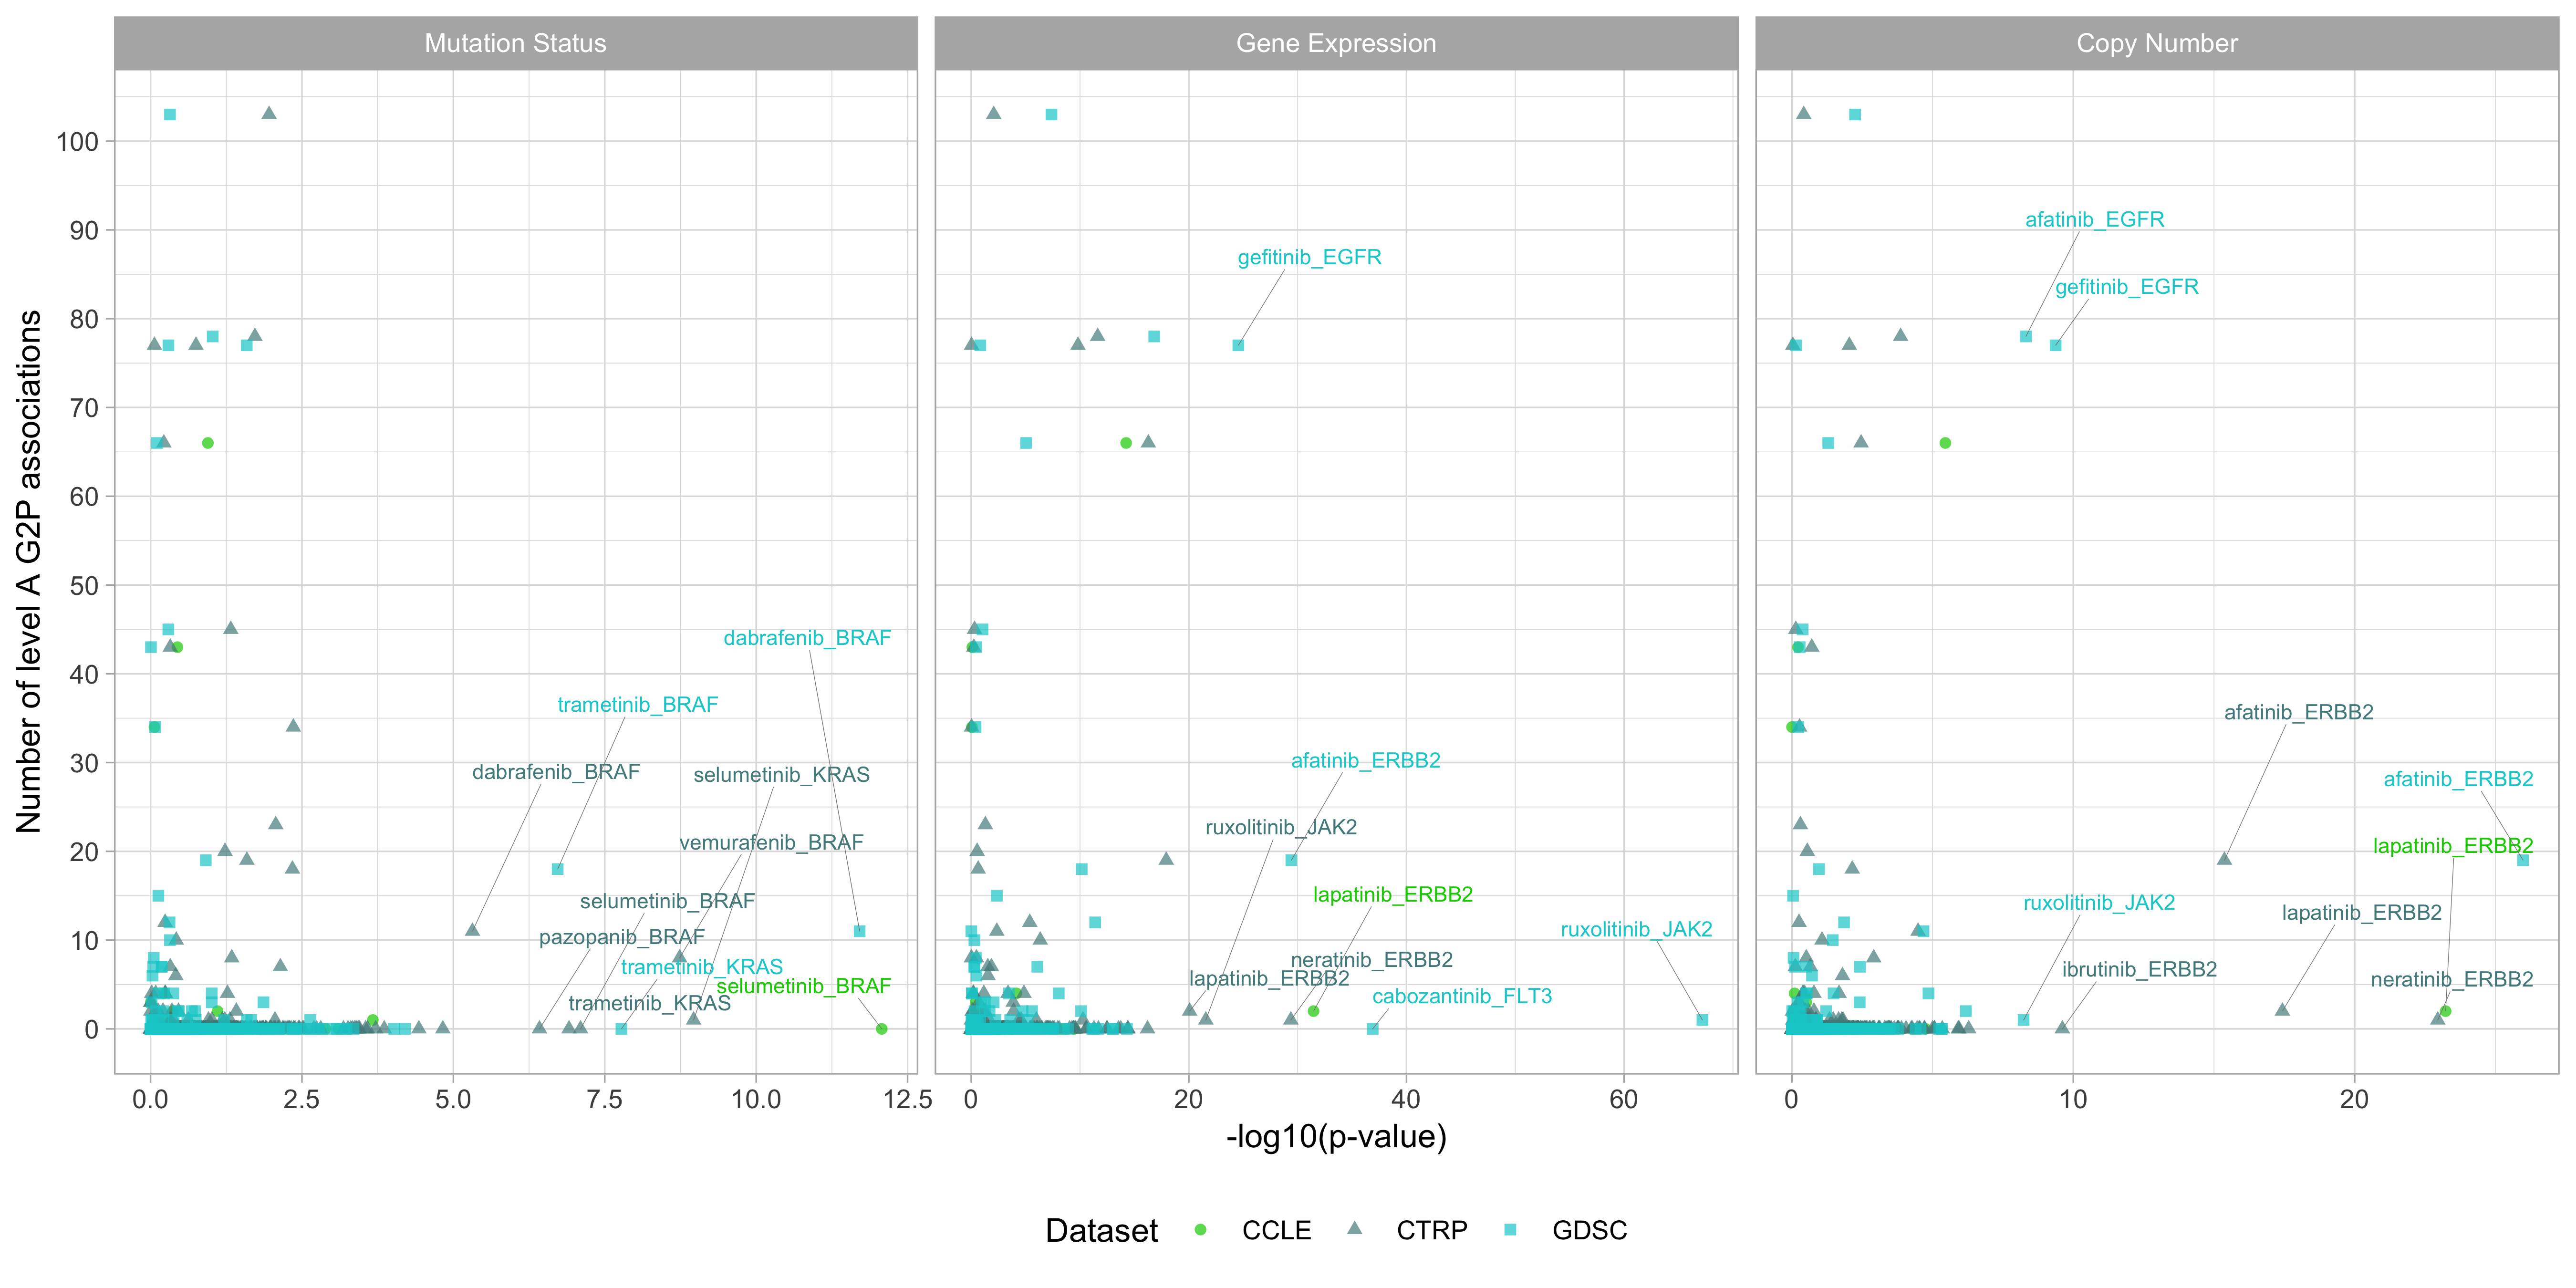 Mutation Status
Gene Expression
Copy Number
Number of level A G2P associations
100
90
80
70
60
50
40
30
20
10
0
dabrafenib_BRAF
trametinib_BRAF
dabrafenib_BRAF
selumetinib_KRAS
vemurafenib_BRAF
selumetinib_BRAF
pazopanib_BRAF
trametinib_KRAS
selumetinib_BRAF
trametinib_KRAS
0.0
2.5
5.0
7.5
10.0
12.5
gefitinib_EGFR
afatinib_ERBB2
ruxolitinib_JAK2
lapatinib_ERBB2
ruxolitinib_JAK2
neratinib_ERBB2
lapatinib_ERBB2
cabozantinib_FLT3
0
20
40
60
afatinib_EGFR
gefitinib_EGFR
afatinib_ERBB2
afatinib_ERBB2
lapatinib_ERBB2
ruxolitinib_JAK2
lapatinib_ERBB2
ibrutinib_ERBB2
neratinib_ERBB2
0
10
20
-log10(p-value)
Dataset
CCLE
CTRP
GDSC